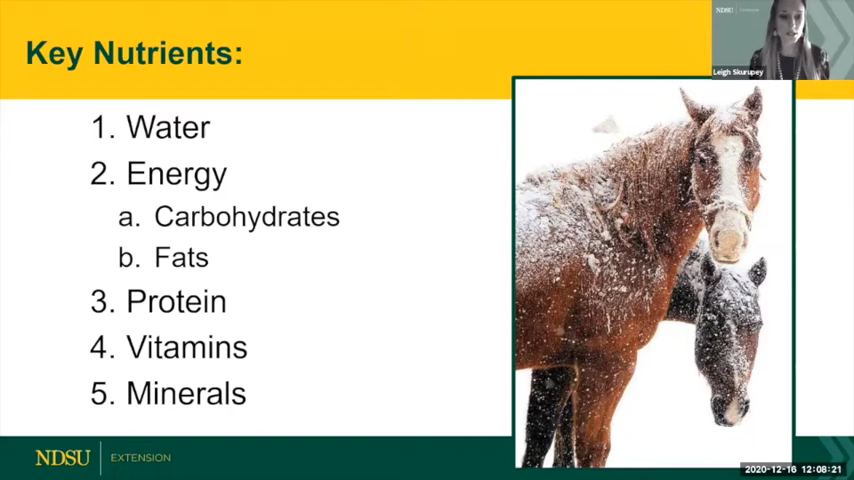 NDSU
Key Nutrients:
Leigh Skurupey
1. Water
2. Energy
a. Carbohydrates
b. Fats
3. Protein
4. Vitamins
5. Minerals
NDSU EXTENSION
2020-12-16 12:08:21